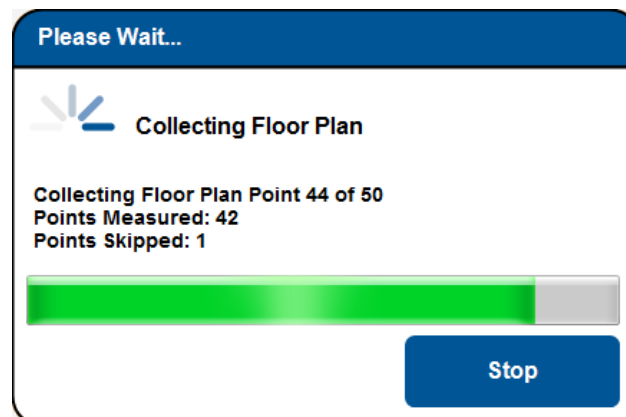 Please Wait...
Collecting Floor Plan
Collecting Floor Plan Point 44 of 50
Points Measured: 42
Points Skipped: 1
Stop